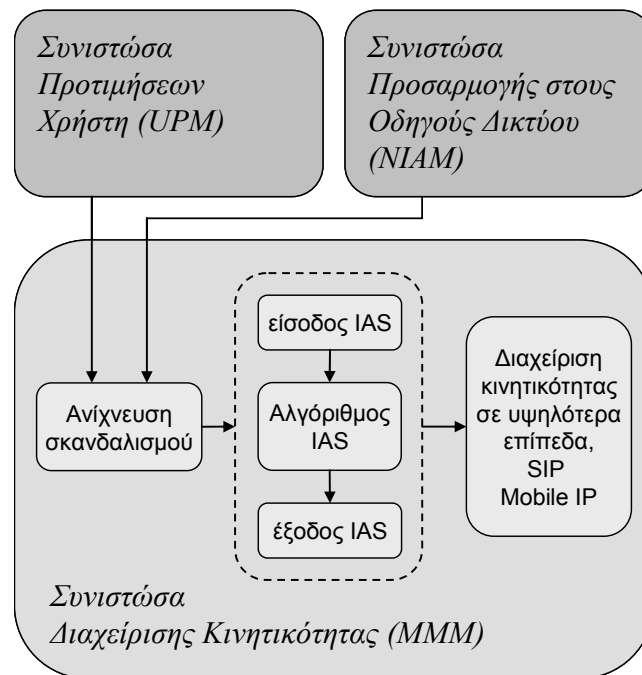 Συνιστώσα
Προτιμήσεων
Χρήστη (UPM)
Συνιστώσα
Προσαρμογής στους
Οδηγούς Δικτύου
(NIAM)
Ανίχνευση
σκανδαλισμού
είσοδος IAS
Αλγόριθμος
IAS
έξοδος IAS
Διαχείριση
κινητικότητας
σε υψηλότερα
επίπεδα,
SIP
Mobile IP
Συνιστώσα
Διαχείρισης Κινητικότητας (MMM)